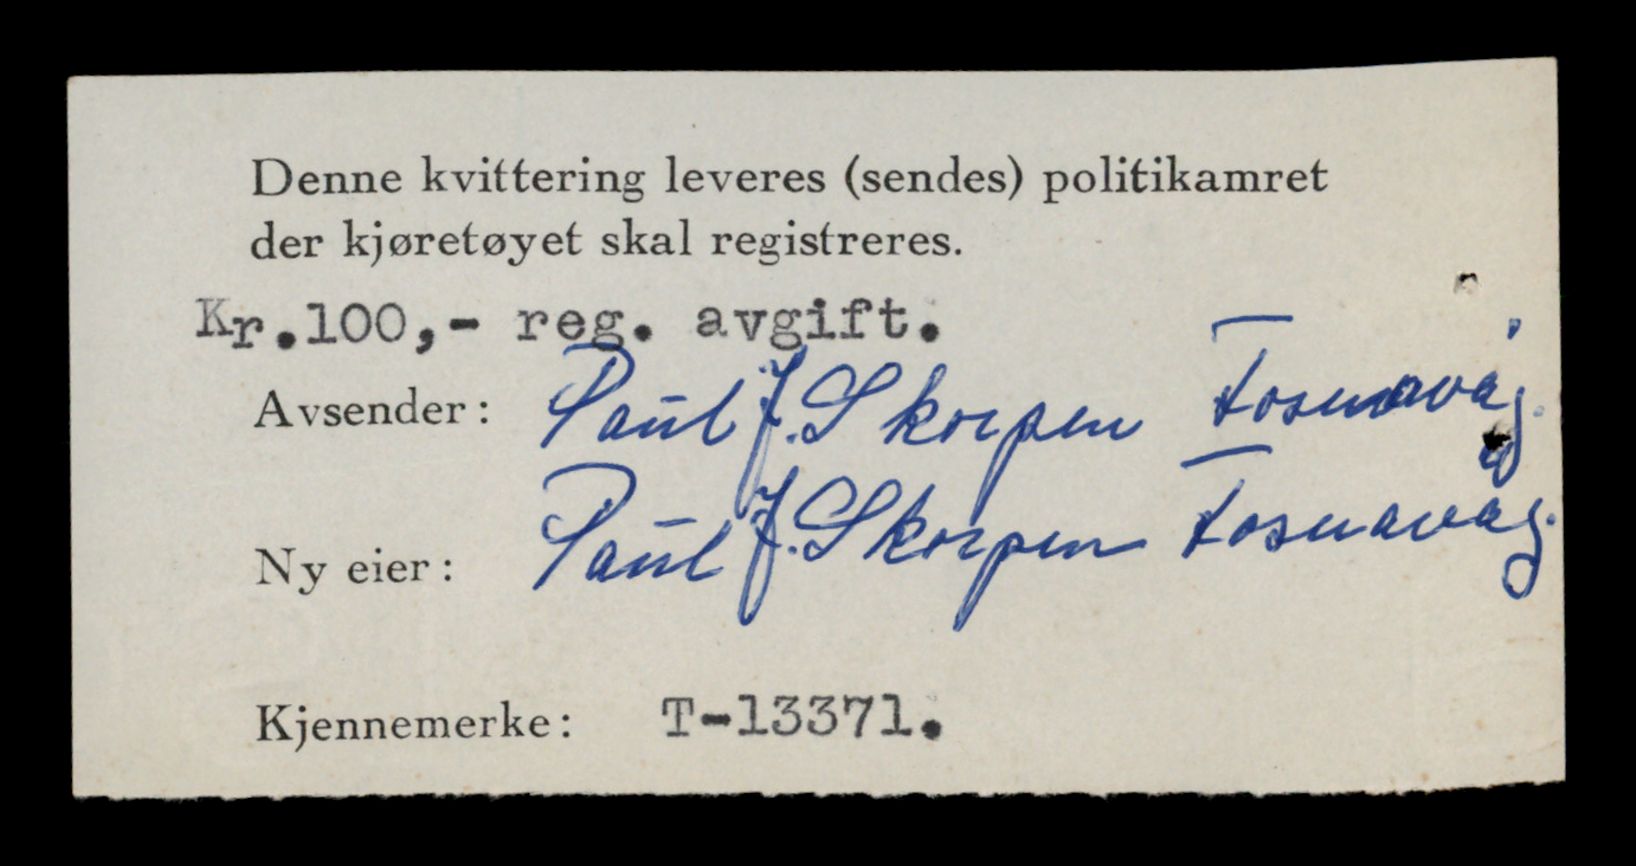 Denne kvittering leveres (sendes) politikamret
der kjøretøyet skal registreres.
Kr.100,- reg. avgift.
Avsender: Paul J. Skorpen Fosnavåg.
Ny eier: Paul J. Skorpen Fosnavåg.
Kjennemerke: T-13371.